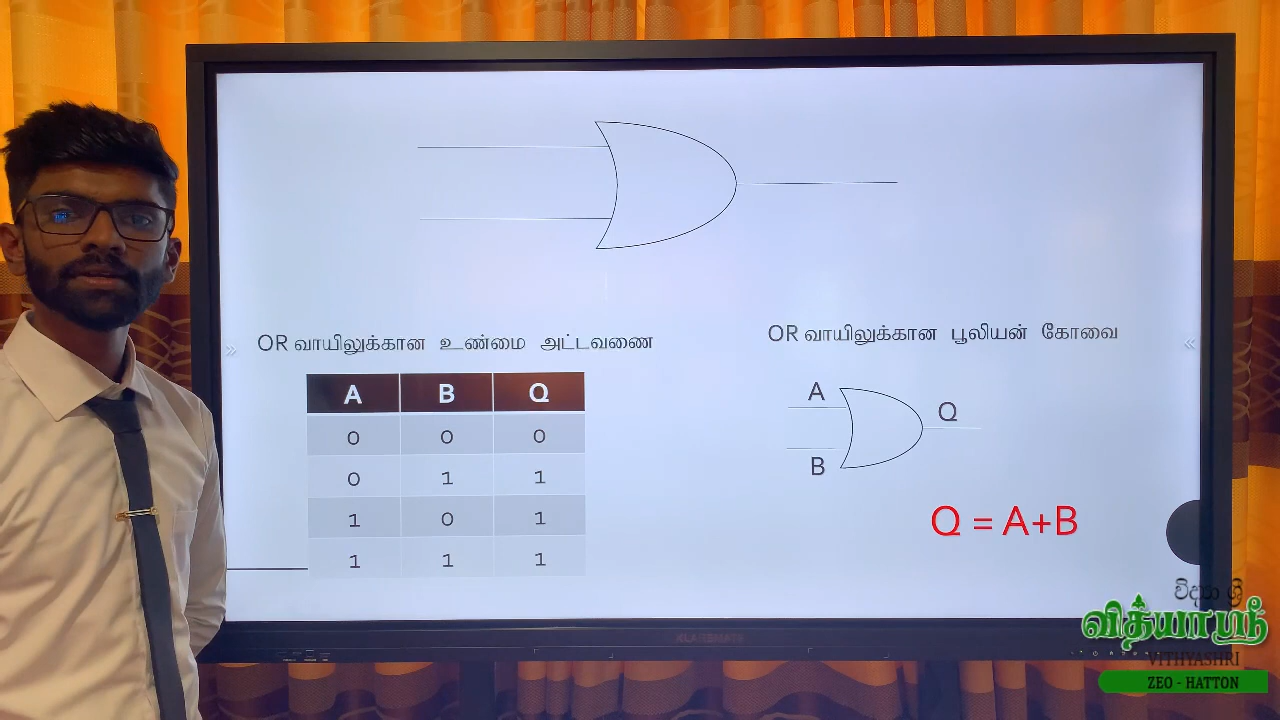 OR வாயிலுக்கான உண்மை அட்டவணை
A B Q
0 0 0
0 1 1
1 0 1
1 1 1
OR வாயிலுக்கான பூலியன் கோவை
A
Q
B
Q = A+B
විද්‍යා ශ්‍රී
வித்யாஸ்ரீ
VITHYASHRI
ZEO - HATTON